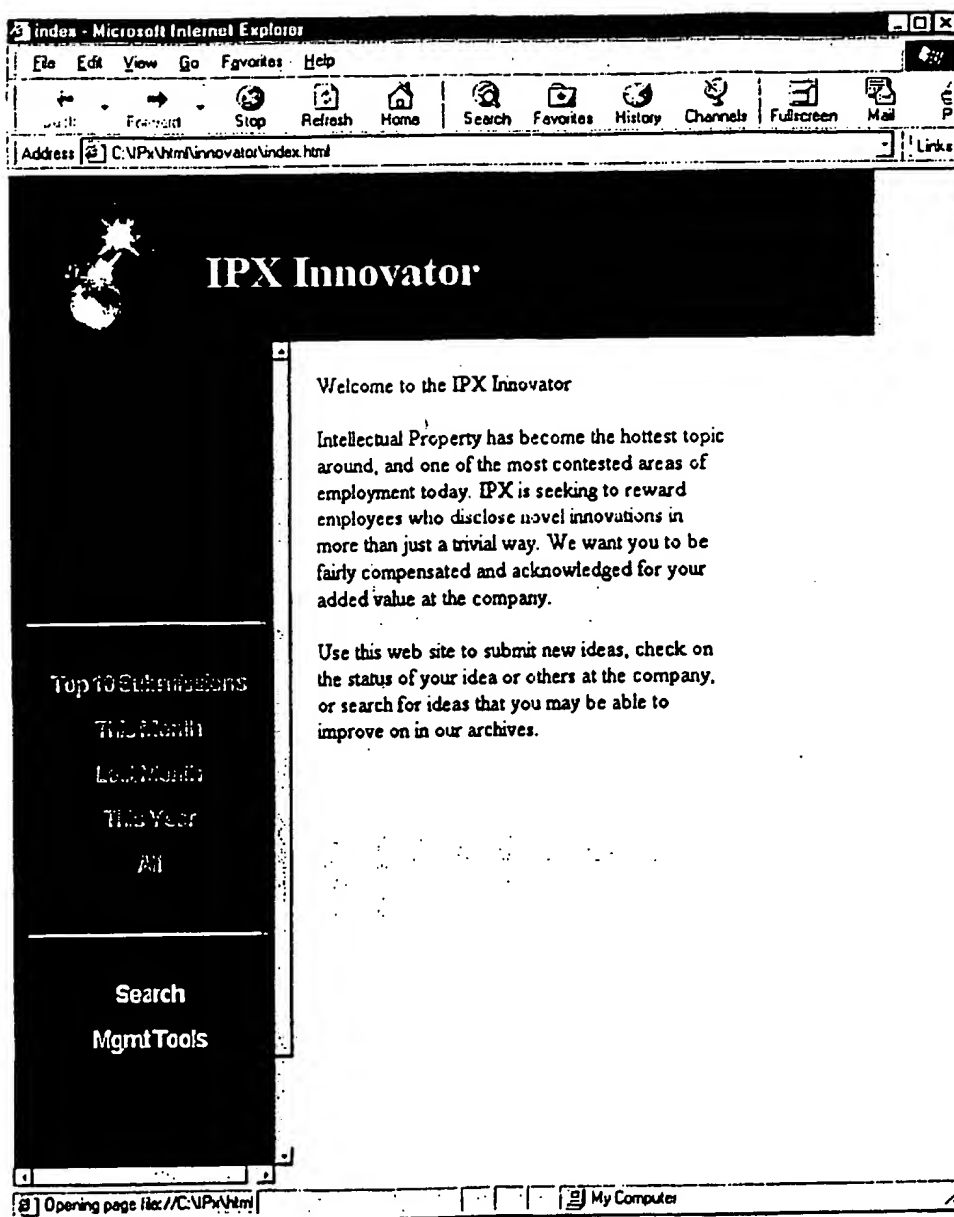 index - Microsoft Internet Explorer
File Edit View Go Favorites Help
Back Forward Stop Refresh Home Search Favorites History Channels Fullscreen Mail P
Address C:\IPx\html\innovator\index.html Links
IPX Innovator
Welcome to the IPX Innovator
Intellectual Property has become the hottest topic
around, and one of the most contested areas of
employment today. IPX is seeking to reward
employees who disclose novel innovations in
more than just a trivial way. We want you to be
fairly compensated and acknowledged for your
added value at the company.
Use this web site to submit new ideas, check on
the status of your idea or others at the company,
or search for ideas that you may be able to
improve on in our archives.
Top 10 Submissions
This Month
Last Month
This Year
All
Search
Mgmt Tools
Opening page file://C:\IPx\html My Computer